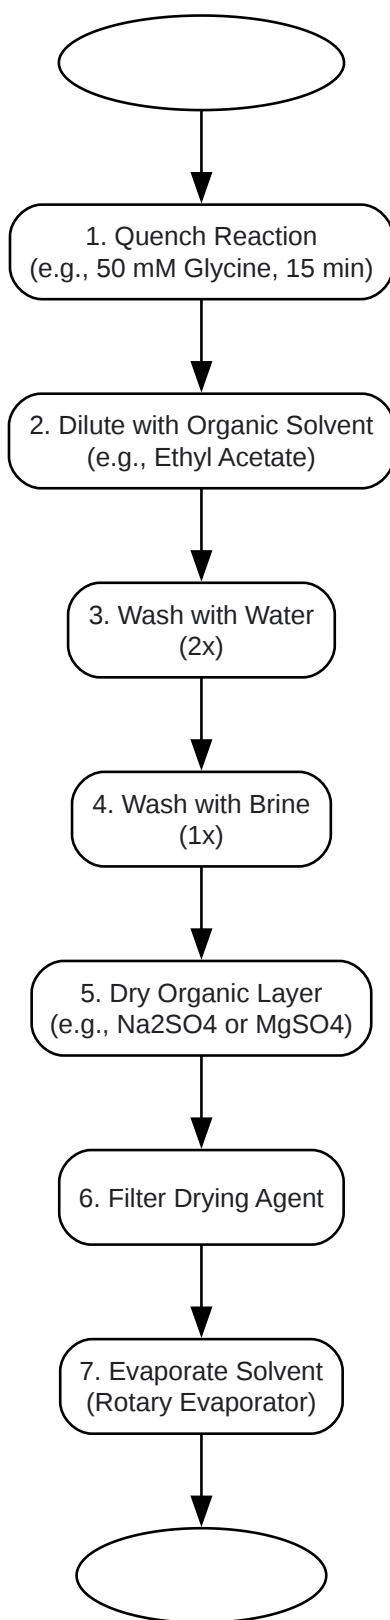 1. Quench Reaction
(e.g., 50 mM Glycine, 15 min)
2. Dilute with Organic Solvent
(e.g., Ethyl Acetate)
3. Wash with Water
(2x)
4. Wash with Brine
(1x)
5. Dry Organic Layer
(e.g., Na2SO4 or MgSO4)
6. Filter Drying Agent
7. Evaporate Solvent
(Rotary Evaporator)